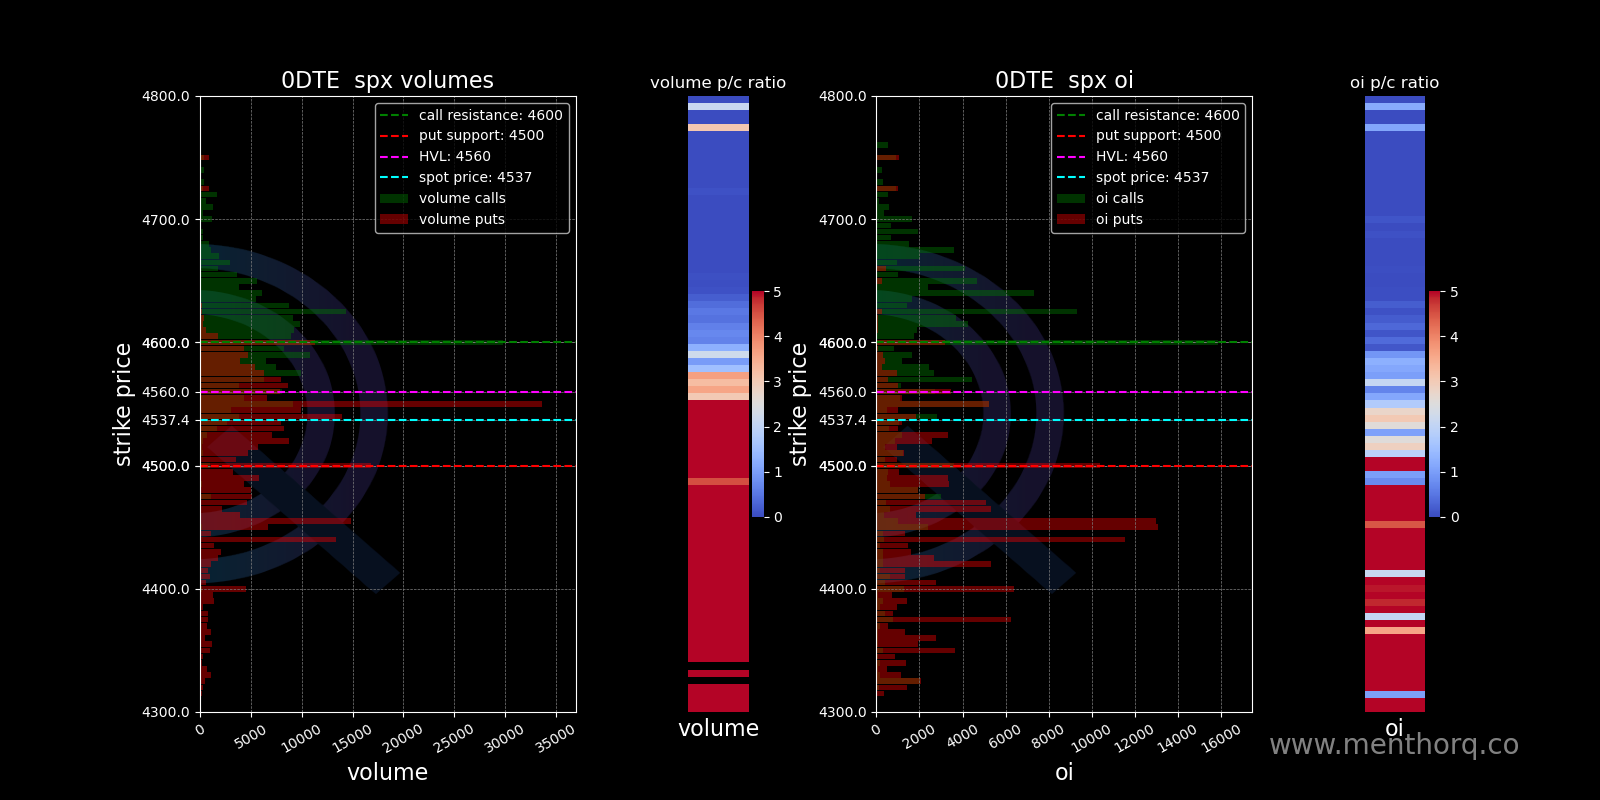 0DTE  spx volumes
4800.0
4700.0
4600.0
4560.0
4537.4
4500.0
4400.0
4300.0
strike price
call resistance: 4600
put support: 4500
HVL: 4560
spot price: 4537
volume calls
volume puts
0
5000
10000
15000
20000
25000
30000
35000
volume
volume p/c ratio
5
4
3
2
1
0
volume
0DTE  spx oi
4800.0
4700.0
4600.0
4560.0
4537.4
4500.0
4400.0
4300.0
strike price
call resistance: 4600
put support: 4500
HVL: 4560
spot price: 4537
oi calls
oi puts
0
2000
4000
6000
8000
10000
12000
14000
16000
oi
oi p/c ratio
5
4
3
2
1
0
oi
www.menthorq.co